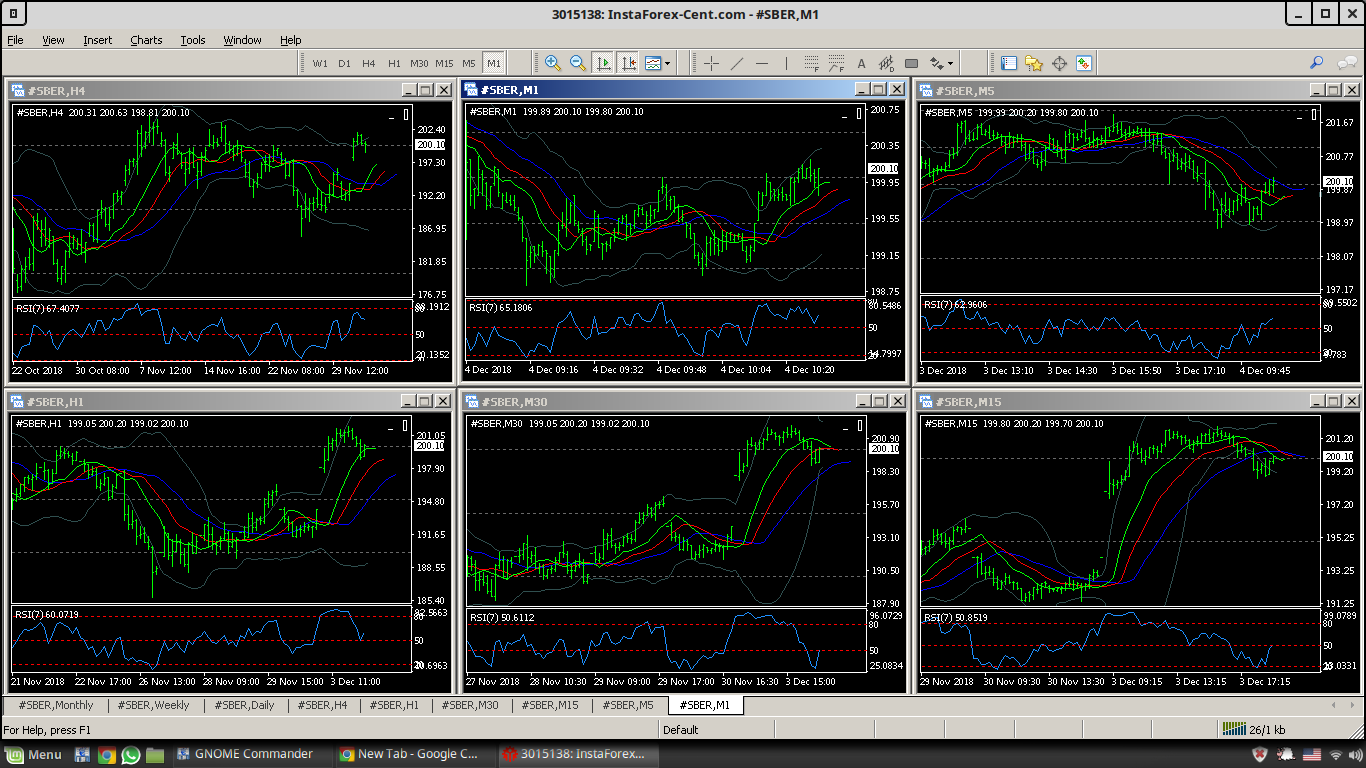 3015138: InstaForex-Cent.com - #SBER,M1
File View Insert Charts Tools Window Help
W1 D1 H4 H1 M30 M15 M5 M1
#SBER,H4
#SBER,H4 200.31 200.63 198.81 200.10
202.40
200.10
197.30
192.20
186.95
181.85
176.75
RSI(7) 67.4077
50
22 Oct 2018 30 Oct 08:00 7 Nov 12:00 14 Nov 16:00 22 Nov 08:00 29 Nov 12:00
#SBER,M1
#SBER,M1 199.89 200.10 199.80 200.10
200.75
200.35
200.10
199.95
199.55
199.15
198.75
RSI(7) 65.1806
80.5486
50
4 Dec 2018 4 Dec 09:16 4 Dec 09:32 4 Dec 09:48 4 Dec 10:04 4 Dec 10:20
#SBER,M5
#SBER,M5 199.99 200.20 199.80 200.10
201.67
200.77
200.10
199.87
198.97
198.07
197.17
RSI(7) 62.9606
50
3 Dec 2018 3 Dec 13:10 3 Dec 14:30 3 Dec 15:50 3 Dec 17:10 4 Dec 09:45
#SBER,H1
#SBER,H1 199.05 200.20 199.02 200.10
201.05
200.10
197.90
194.80
191.65
188.55
185.40
RSI(7) 60.0719
80
50
21 Nov 2018 22 Nov 17:00 26 Nov 13:00 28 Nov 09:00 29 Nov 15:00 3 Dec 11:00
#SBER,M30
#SBER,M30 199.05 200.20 199.02 200.10
200.90
200.10
198.30
195.70
193.10
190.50
187.90
RSI(7) 50.6112
96.0729
80
50
25.0834
27 Nov 2018 28 Nov 10:30 29 Nov 09:00 29 Nov 17:00 30 Nov 16:30 3 Dec 15:00
#SBER,M15
#SBER,M15 199.80 200.20 199.70 200.10
201.20
200.10
199.20
197.20
195.25
193.25
191.25
RSI(7) 50.8519
99.0789
80
50
29 Nov 2018 30 Nov 09:30 30 Nov 13:30 3 Dec 09:15 3 Dec 13:15 3 Dec 17:15
#SBER,Monthly #SBER,Weekly #SBER,Daily #SBER,H4 #SBER,H1 #SBER,M30 #SBER,M15 #SBER,M5 #SBER,M1
For Help, press F1 Default 26/1 kb
Menu GNOME Commander New Tab - Google C... 3015138: InstaForex...